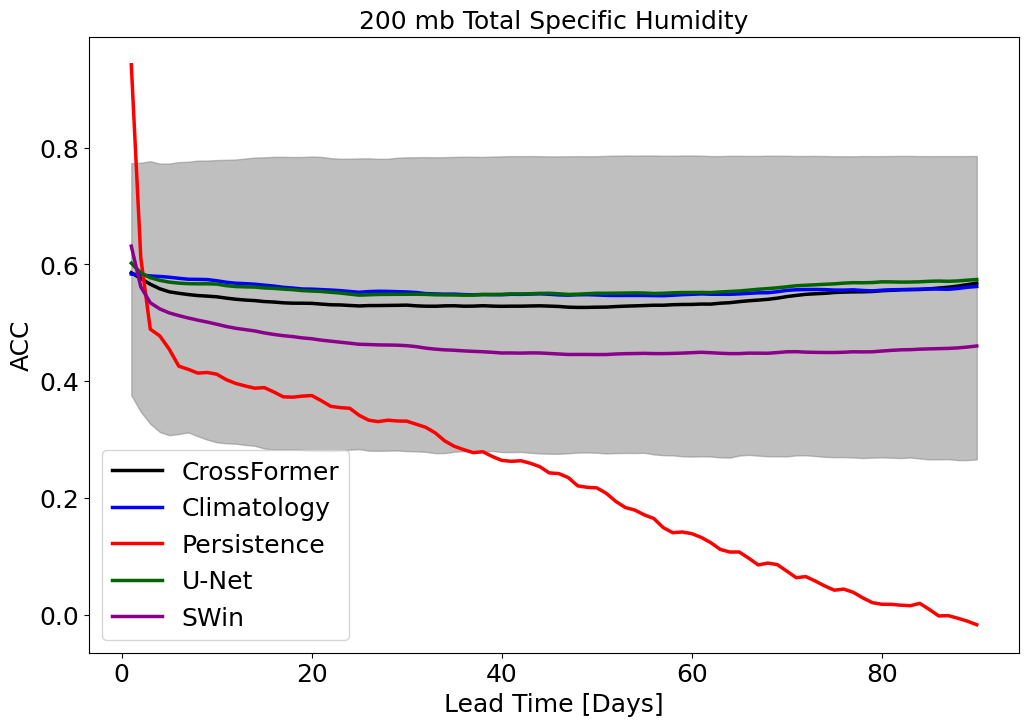 200 mb Total Specific Humidity
ACC
0.8
0.6
0.4
0.2
0.0
CrossFormer
Climatology
Persistence
U-Net
SWin
0
20
40
60
80
Lead Time [Days]